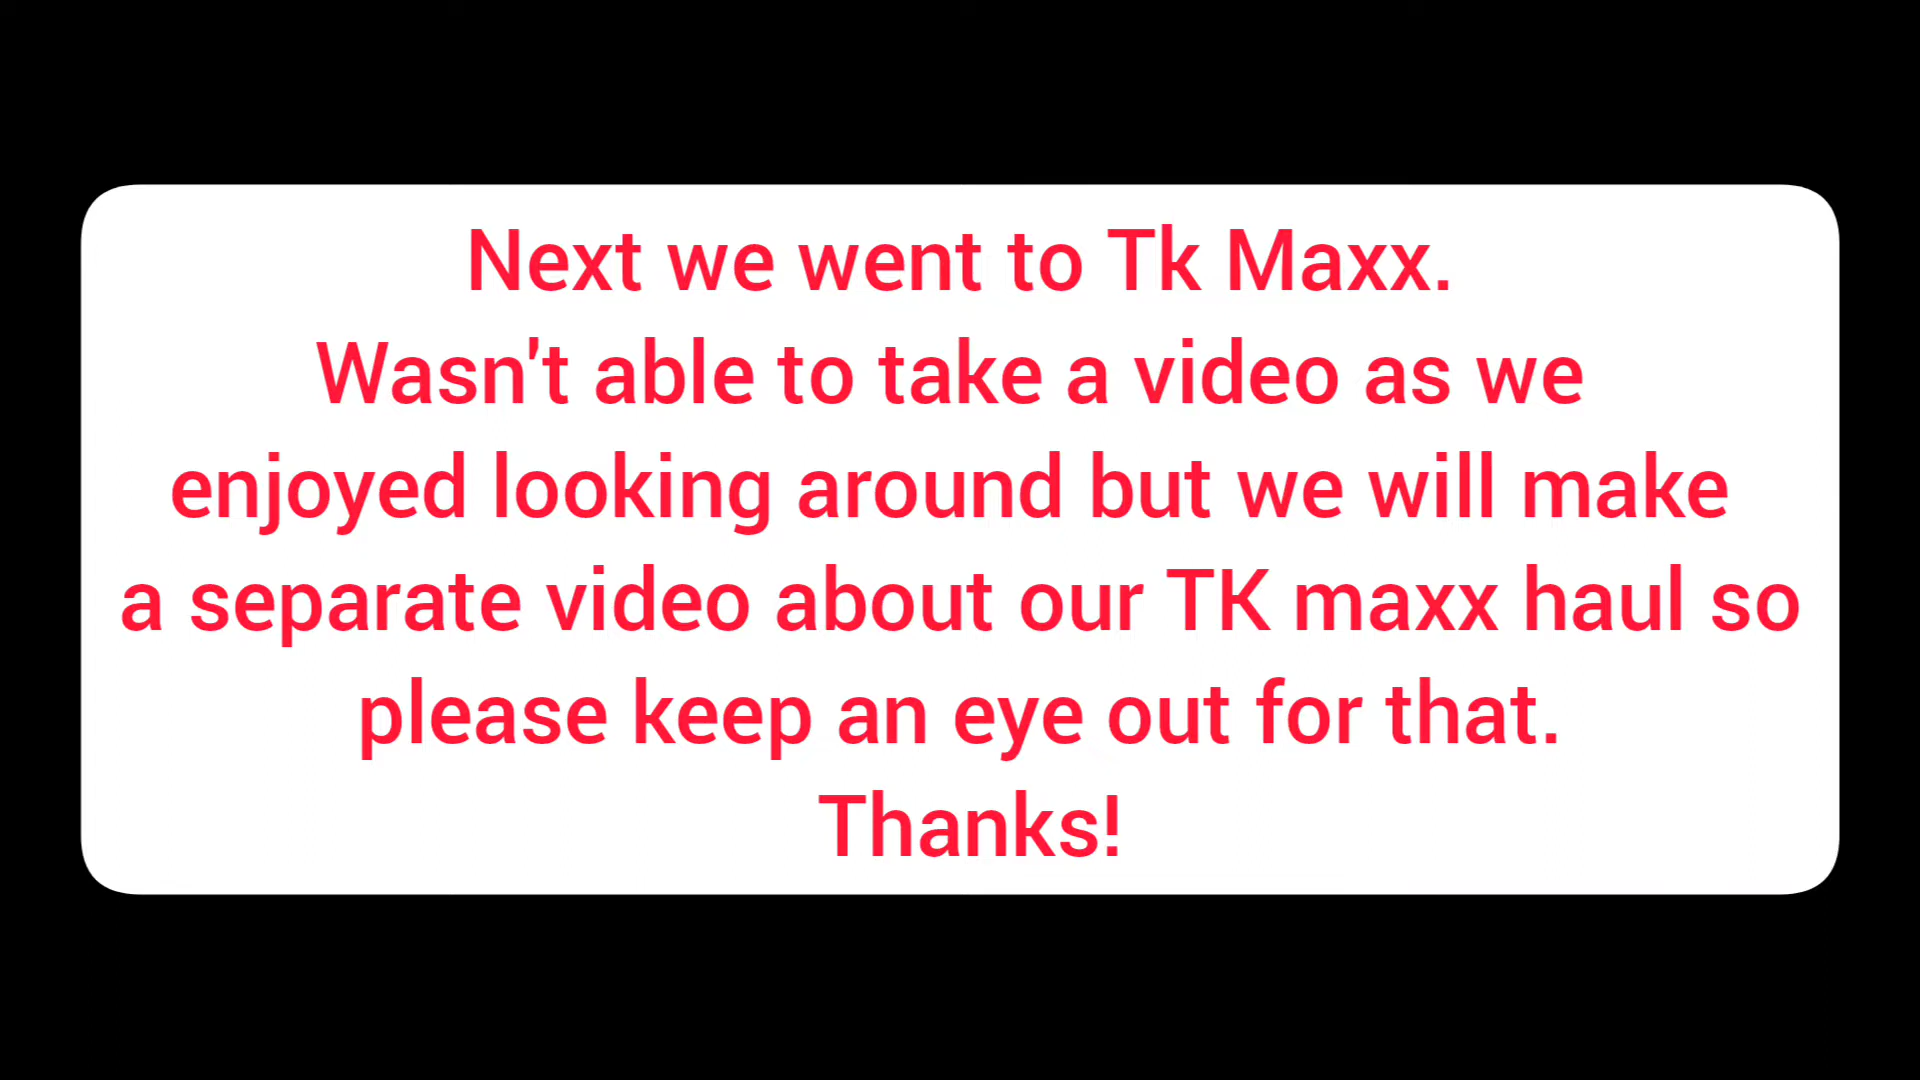 Next we went to Tk Maxx.
Wasn't able to take a video as we
enjoyed looking around but we will make
a separate video about our TK maxx haul so
please keep an eye out for that.
Thanks!